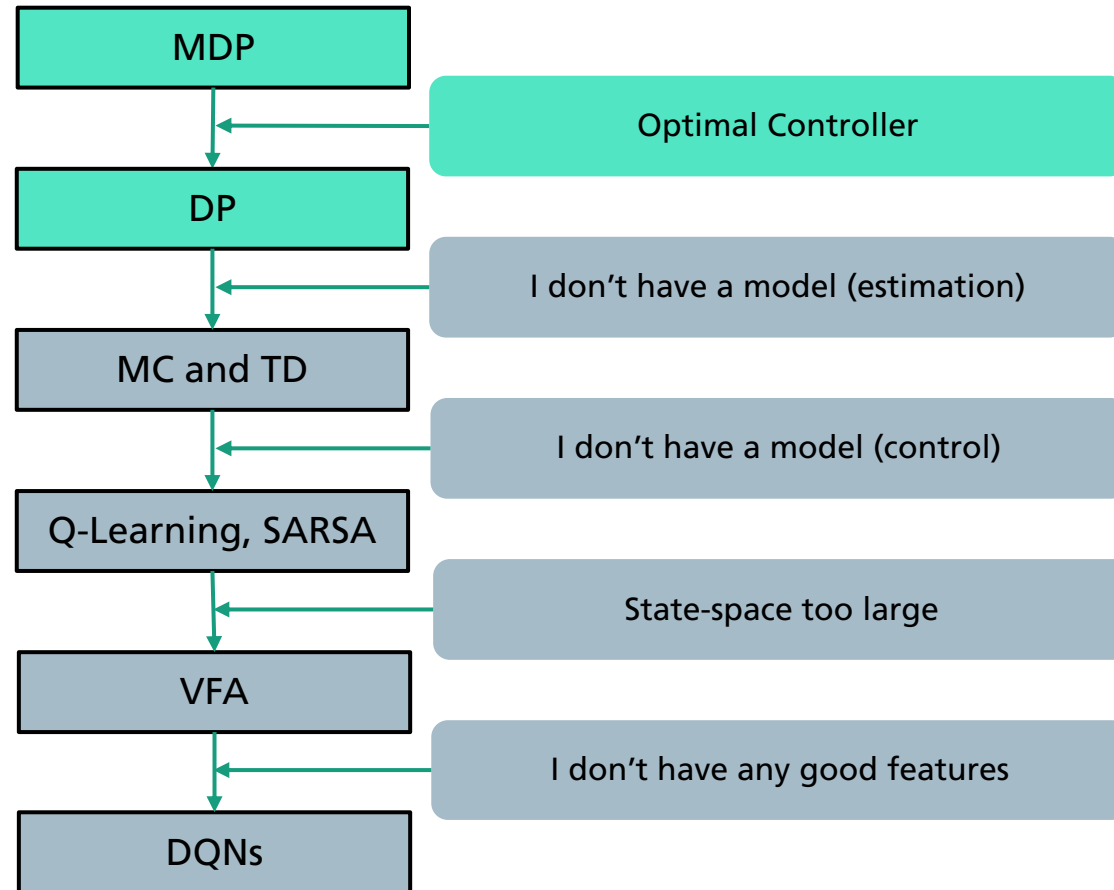 MDP
Optimal Controller
DP
I don’t have a model (estimation)
MC and TD
I don’t have a model (control)
Q-Learning, SARSA
State-space too large
VFA
I don’t have any good features
DQNs